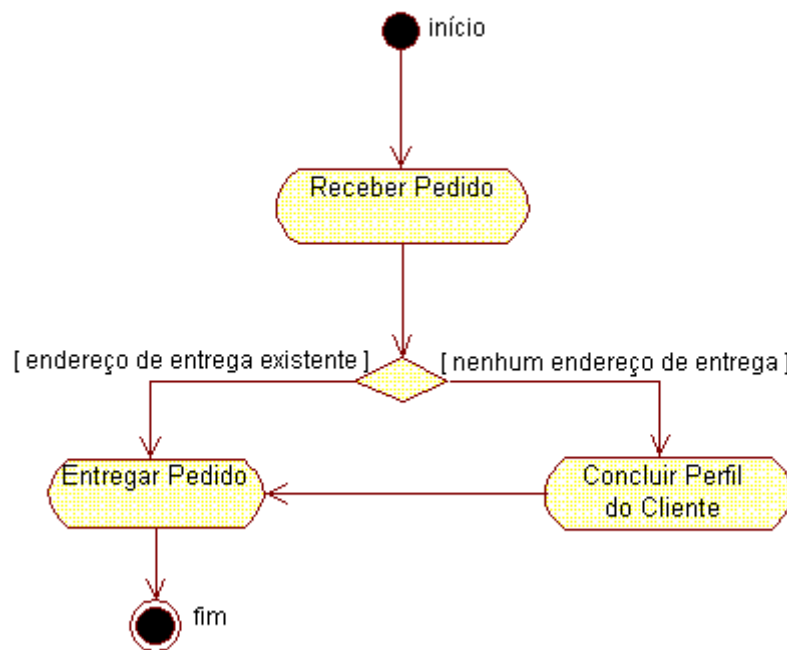 início
Receber Pedido
[ endereço de entrega existente ]
[ nenhum endereço de entrega ]
Entregar Pedido
Concluir Perfil
do Cliente
fim